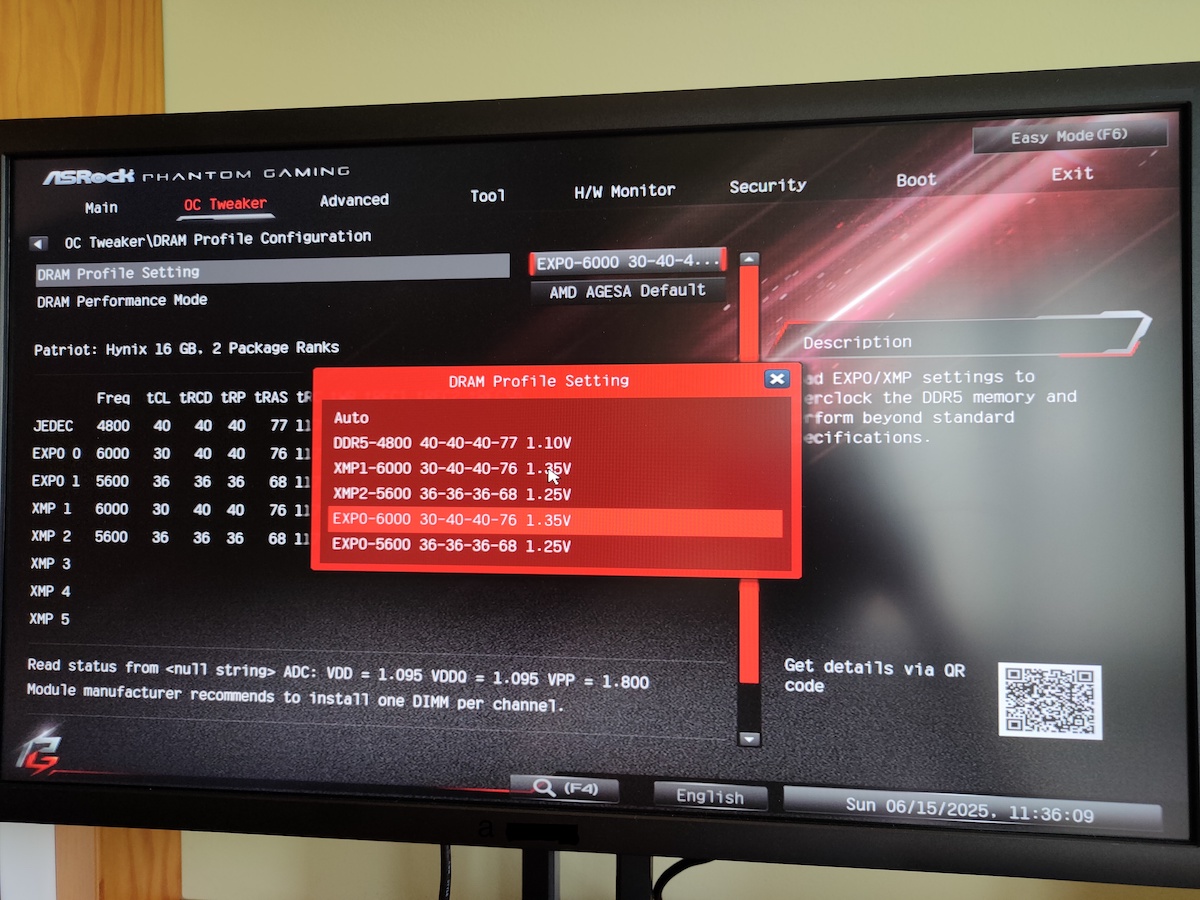 Easy Mode(F6)
ASRock PHANTOM GAMING
Main OC Tweaker Advanced Tool H/W Monitor Security Boot Exit
OC Tweaker\DRAM Profile Configuration
DRAM Profile Setting EXPO-6000 30-40-4...
DRAM Performance Mode AMD AGESA Default
Patriot: Hynix 16 GB, 2 Package Ranks
Freq tCL tRCD tRP tRAS
JEDEC 4800 40 40 40 77
EXPO 0 6000 30 40 40 76
EXPO 1 5600 36 36 36 68
XMP 1 6000 30 40 40 76
XMP 2 5600 36 36 36 68
XMP 3
XMP 4
XMP 5
DRAM Profile Setting
Auto
DDR5-4800 40-40-40-77 1.10V
XMP1-6000 30-40-40-76 1.35V
XMP2-5600 36-36-36-68 1.25V
EXPO-6000 30-40-40-76 1.35V
EXPO-5600 36-36-36-68 1.25V
Description
EXPO/XMP settings to
the DDR5 memory and
beyond standard
Read status from <null string> ADC: VDD = 1.095 VDDQ = 1.095 VPP = 1.800
Module manufacturer recommends to install one DIMM per channel.
Get details via QR
code
(F4)
English
Sun 06/15/2025, 11:36:09